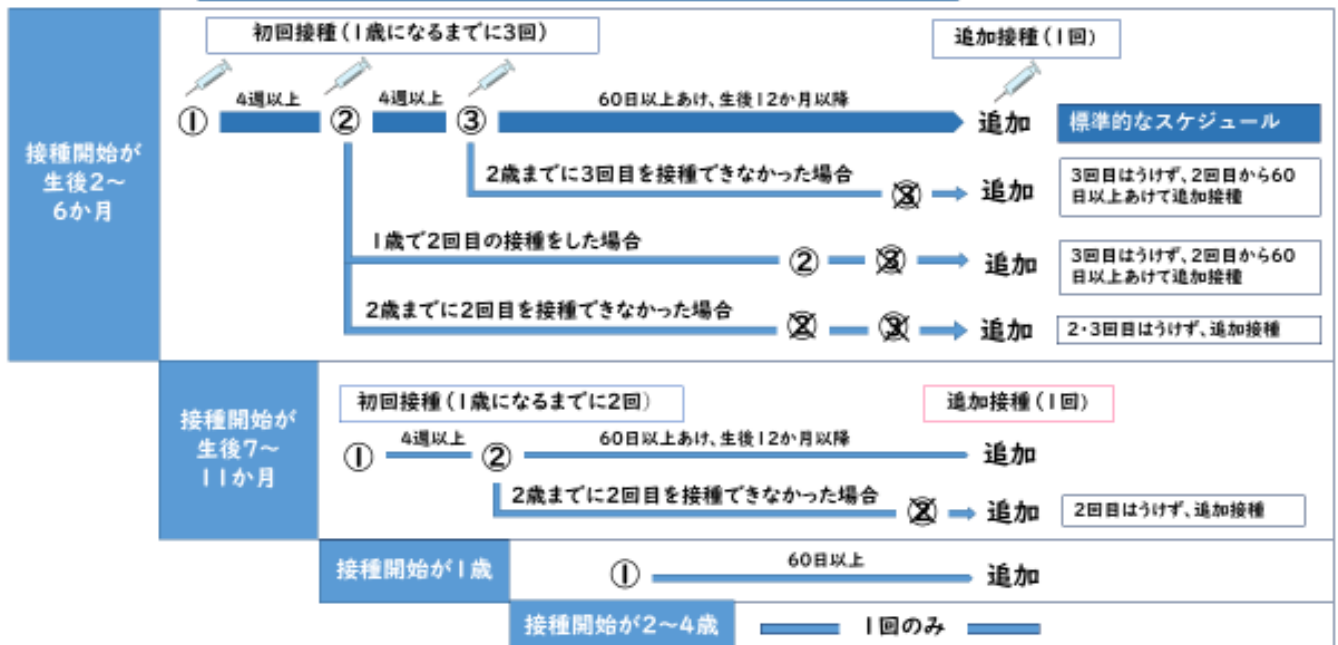 初回接種(1歳になるまでに3回)
追加接種(1回)
接種開始が
生後2~
6か月
① 4週以上 ② 4週以上 ③ 60日以上あけ、生後12か月以降 追加 標準的なスケジュール
2歳までに3回目を接種できなかった場合 ③ 追加
3回目はうけず、2回目から60
日以上あけて追加接種
1歳で2回目の接種をした場合 ② ③ 追加
3回目はうけず、2回目から60
日以上あけて追加接種
2歳までに2回目を接種できなかった場合 ② ③ 追加 2・3回目はうけず、追加接種
接種開始が
生後7~
11か月
初回接種(1歳になるまでに2回)
追加接種(1回)
① 4週以上 ② 60日以上あけ、生後12か月以降 追加
2歳までに2回目を接種できなかった場合 ② 追加 2回目はうけず、追加接種
接種開始が1歳 ① 60日以上 追加
接種開始が2~4歳 1回のみ